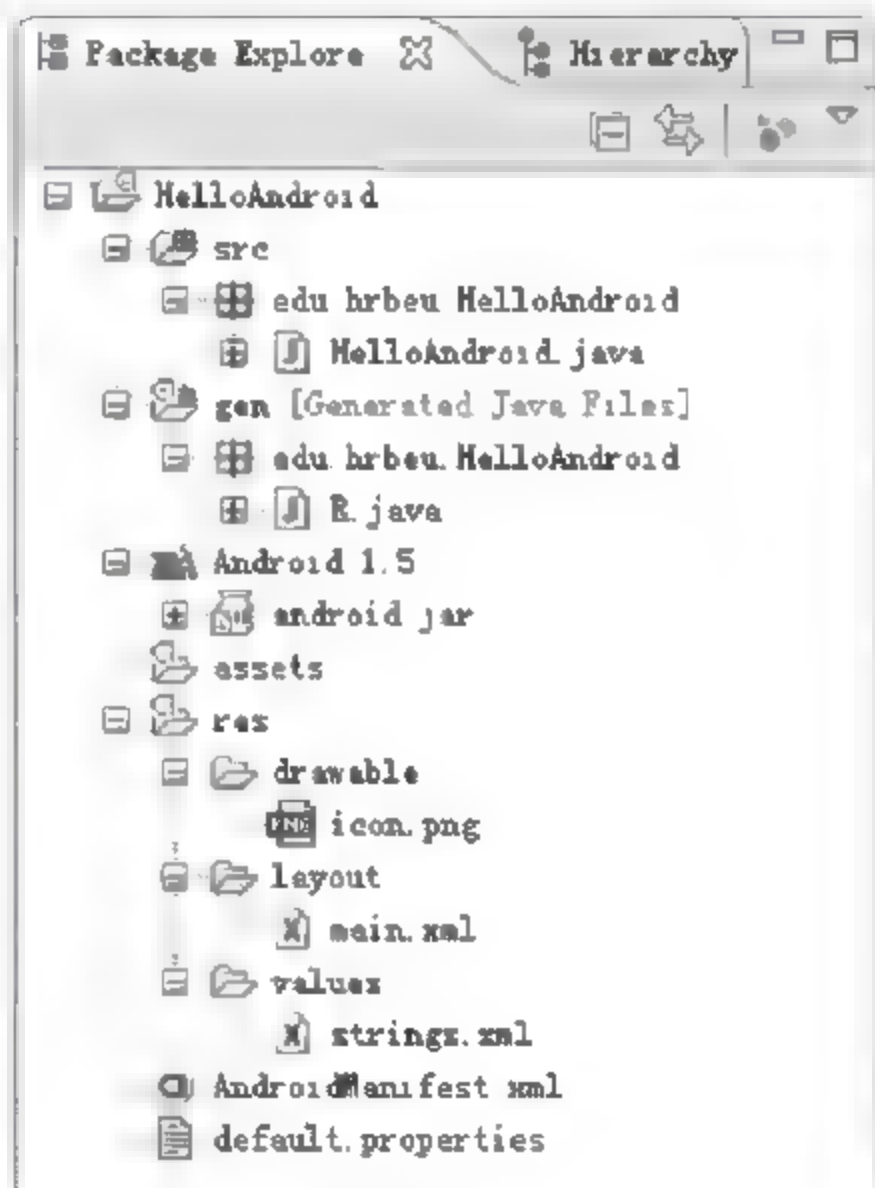 Package Explore Hierarchy
HelloAndroid
src
edu.hrbeu.HelloAndroid
HelloAndroid.java
gen [Generated Java Files]
edu.hrbeu.HelloAndroid
R.java
Android 1.5
android.jar
assets
res
drawable
icon.png
layout
main.xml
values
strings.xml
AndroidManifest.xml
default.properties